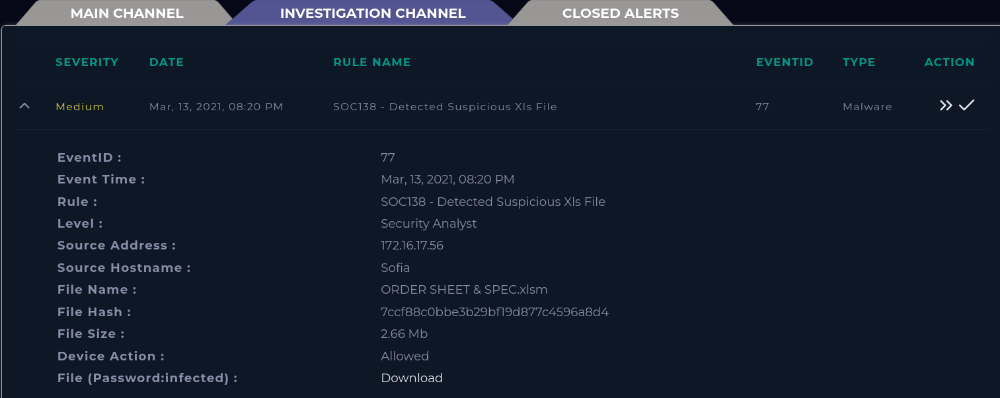 MAIN CHANNEL INVESTIGATION CHANNEL CLOSED ALERTS
SEVERITY DATE RULE NAME EVENTID TYPE ACTION
Medium Mar, 13, 2021, 08:20 PM SOC138 - Detected Suspicious Xls File 77 Malware
EventID : 77
Event Time : Mar, 13, 2021, 08:20 PM
Rule : SOC138 - Detected Suspicious Xls File
Level : Security Analyst
Source Address : 172.16.17.56
Source Hostname : Sofia
File Name : ORDER SHEET & SPEC.xlsm
File Hash : 7ccf88c0bbe3b29bf19d877c4596a8d4
File Size : 2.66 Mb
Device Action : Allowed
File (Password:infected) : Download